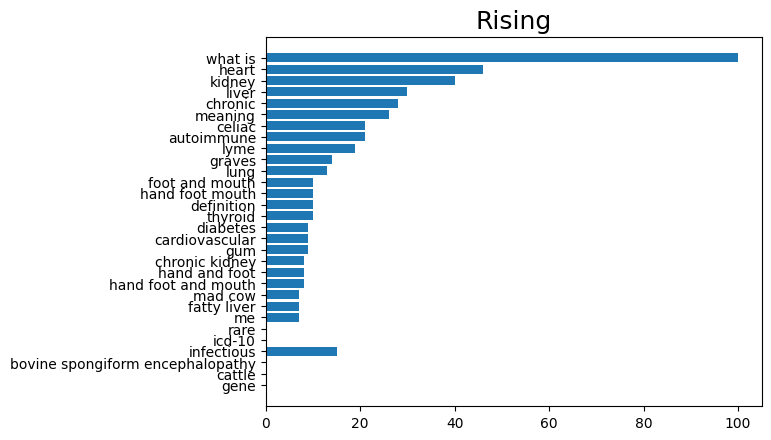 Rising
what is
heart
kidney
liver
chronic
meaning
celiac
autoimmune
lyme
graves
lung
foot and mouth
hand foot mouth
definition
thyroid
diabetes
cardiovascular
gum
chronic kidney
hand and foot
hand foot and mouth
mad cow
fatty liver
me
rare
icd-10
infectious
bovine spongiform encephalopathy
cattle
gene
0 20 40 60 80 100